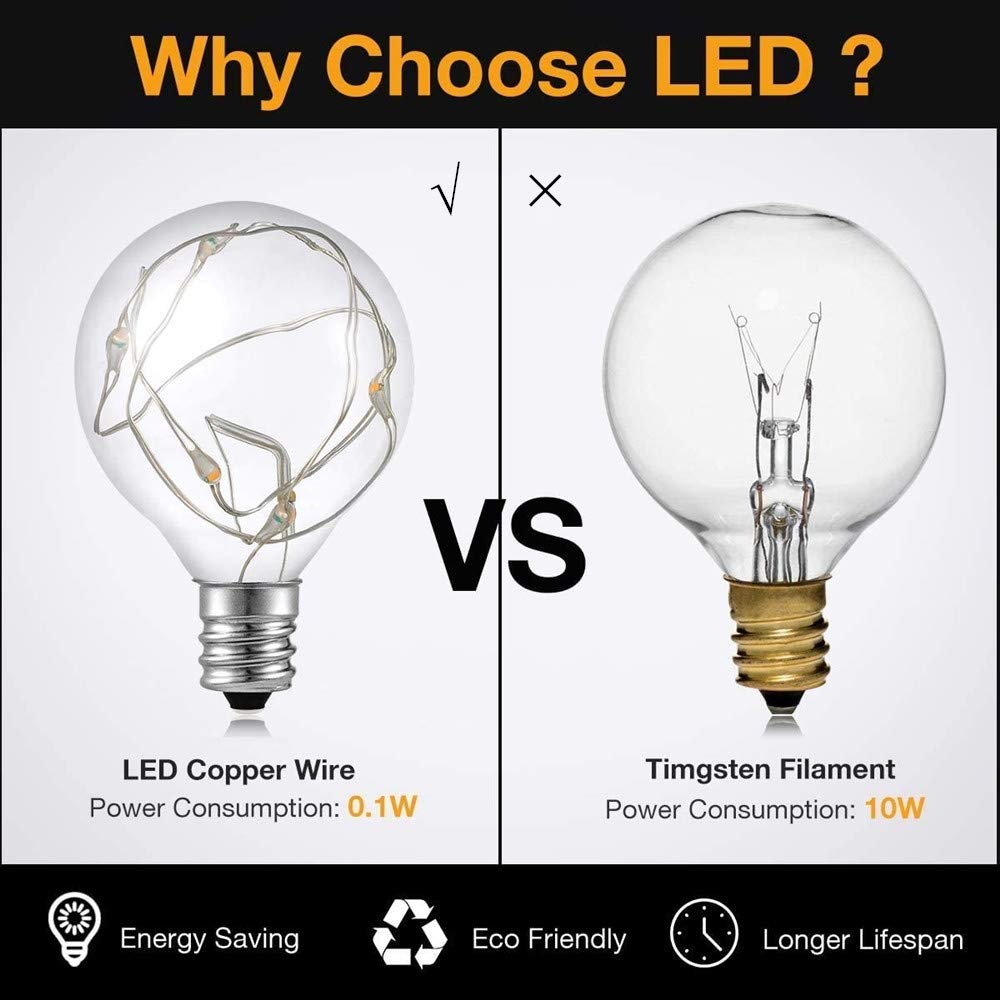 Why Choose LED ?
√
×
VS
LED Copper Wire
Power Consumption: 0.1W
Timgsten Filament
Power Consumption: 10W
Energy Saving
Eco Friendly
Longer Lifespan